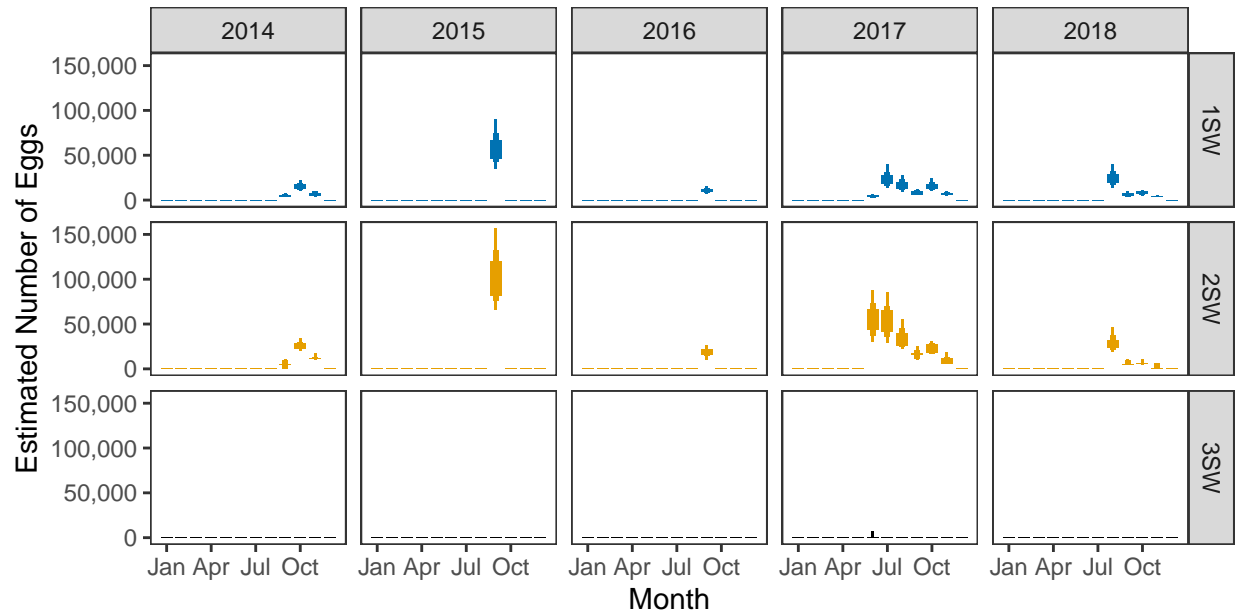 2014 2015 2016 2017 2018
Estimated Number of Eggs
150,000
100,000
50,000
0
1SW
150,000
100,000
50,000
0
2SW
150,000
100,000
50,000
0
3SW
Jan Apr Jul Oct Jan Apr Jul Oct Jan Apr Jul Oct Jan Apr Jul Oct Jan Apr Jul Oct
Month